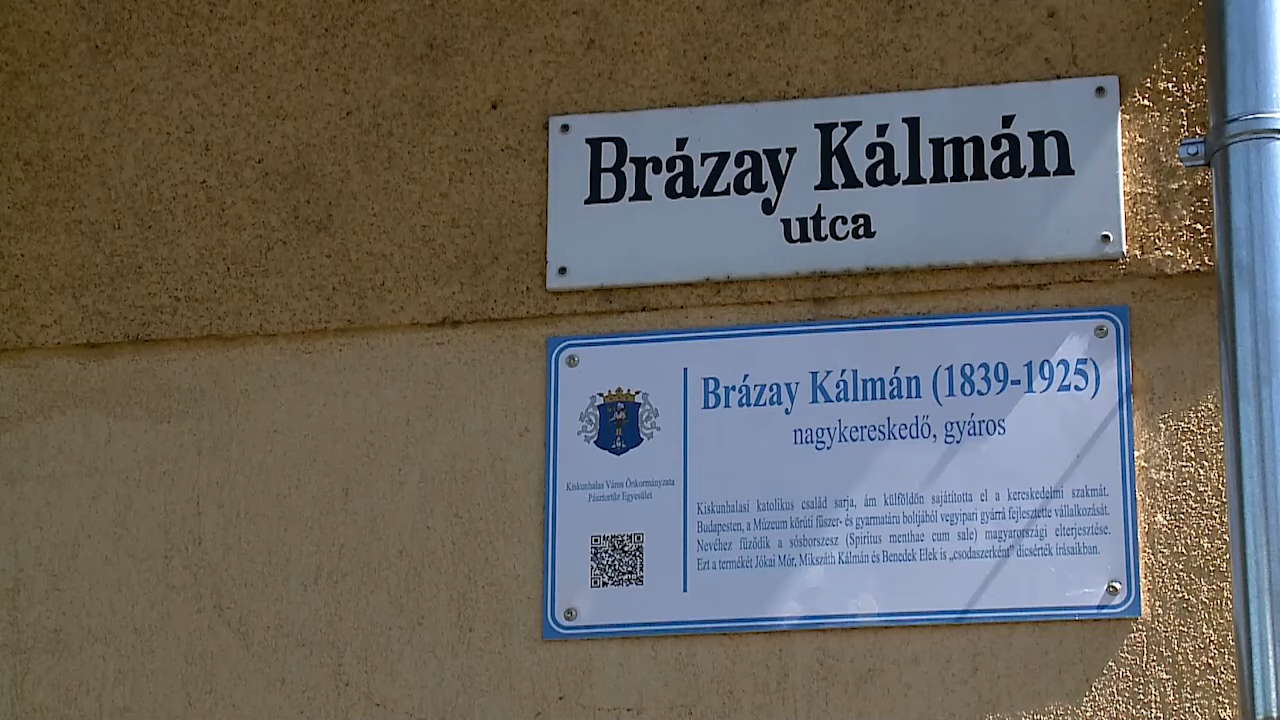 Brázay Kálmán
utca
Brázay Kálmán (1839-1925)
nagykereskedő, gyáros
Kiskunhalas Város Önkormányzata
Pásztortűz Egyesület
Kiskunhalasi katolikus család sarja, ám külföldön sajátította el a kereskedelmi szakmát.
Budapesten, a Múzeum körúti fűszer- és gyarmatáru boltjából vegyipari gyárrá fejlesztette vállalkozását.
Nevéhez fűződik a sósborszesz (Spiritus menthae cum sale) magyarországi elterjesztése.
Ezt a termékét Jókai Mór, Mikszáth Kálmán és Benedek Elek is „csodaszerként” dicsérték írásaikban.